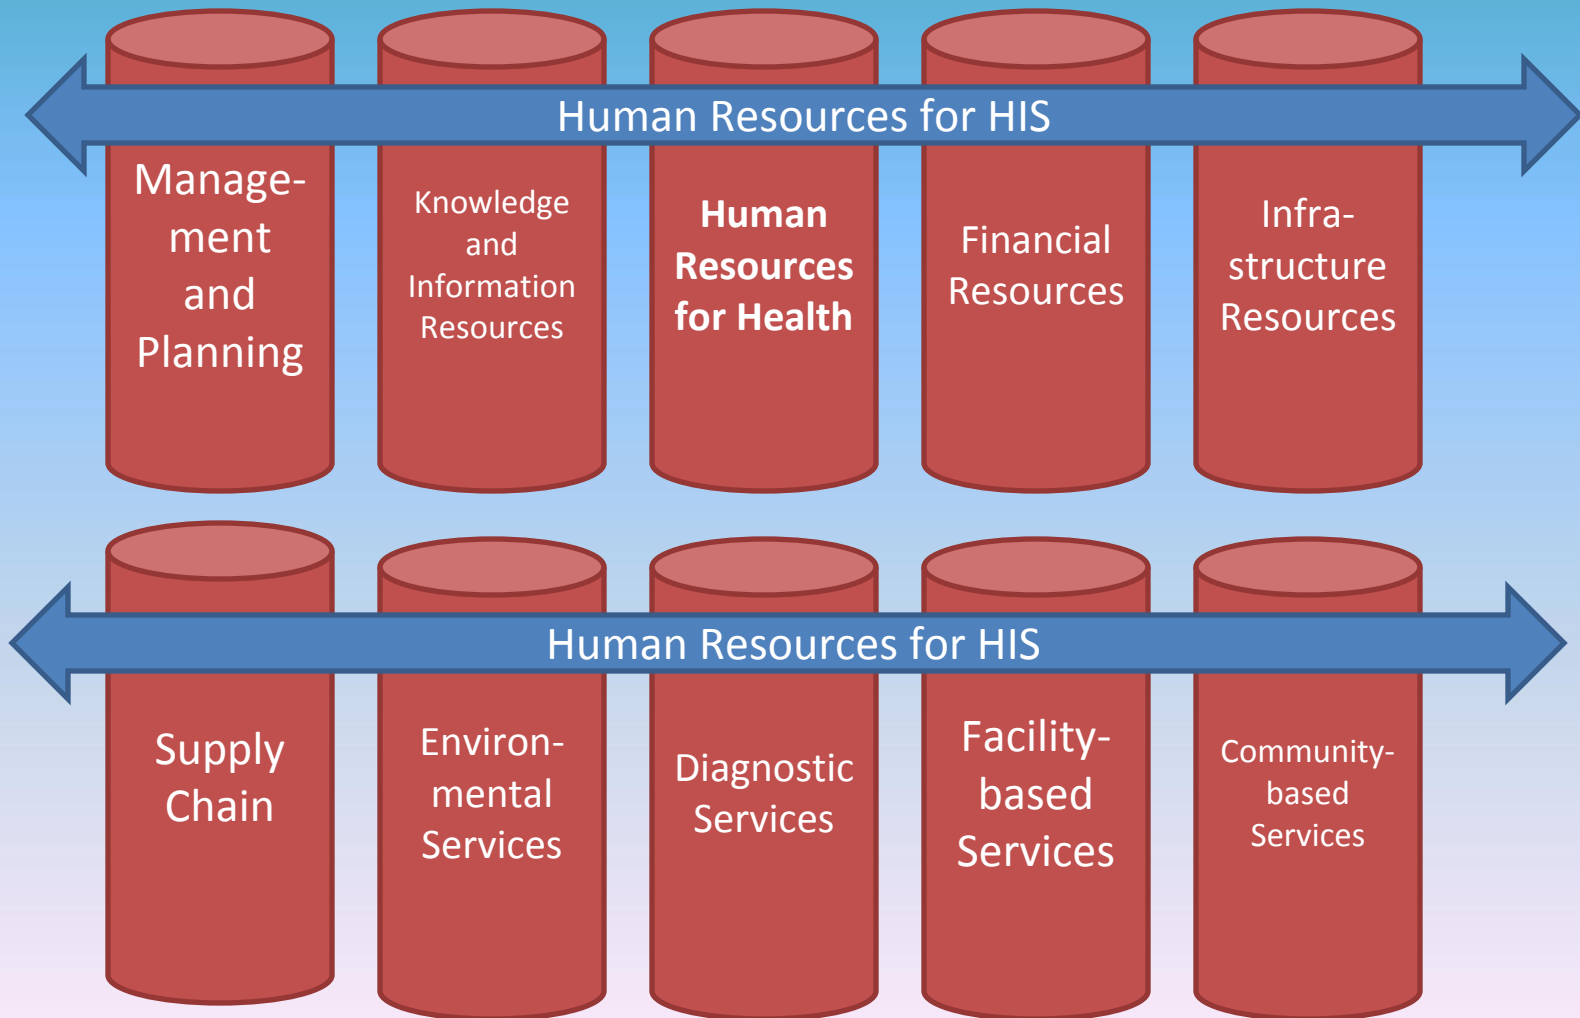 Human Resources for HIS
Manage-
ment
and
Planning
Knowledge
and
Information
Resources
Human
Resources
for Health
Financial
Resources
Infra-
structure
Resources
Human Resources for HIS
Supply
Chain
Environ-
mental
Services
Diagnostic
Services
Facility-
based
Services
Community-
based
Services